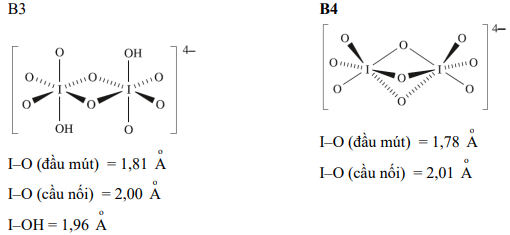 B3
O OH 4–
O O O
I I
O O O
OH O
I–O (đầu mút) = 1,81 Å
I–O (cầu nối) = 2,00 Å
I–OH = 1,96 Å
B4
O O O 4–
O I O I O
O O O
I–O (đầu mút) = 1,78 Å
I–O (cầu nối) = 2,01 Å